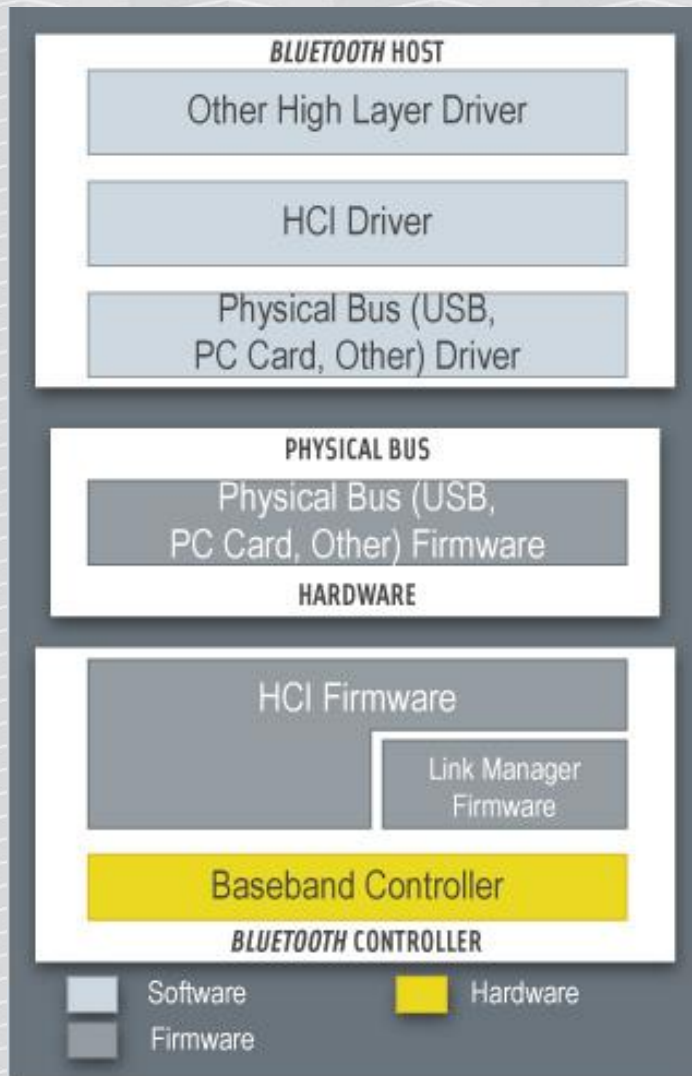 BLUETOOTH HOST
Other High Layer Driver
HCI Driver
Physical Bus (USB,
PC Card, Other) Driver
PHYSICAL BUS
Physical Bus (USB,
PC Card, Other) Firmware
HARDWARE
HCI Firmware
Link Manager
Firmware
Baseband Controller
BLUETOOTH CONTROLLER
Software
Hardware
Firmware